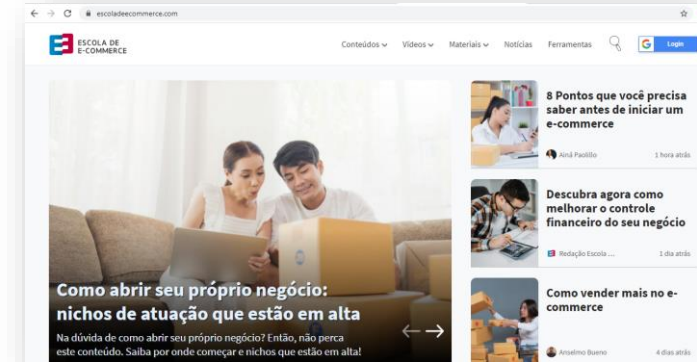 escoladeecommerce.com
ESCOLA DE
E-COMMERCE
Conteúdos
Vídeos
Materiais
Notícias
Ferramentas
G
Login
Como abrir seu próprio negócio:
nichos de atuação que estão em alta
Na dúvida de como abrir seu próprio negócio? Então, não perca
este conteúdo. Saiba por onde começar e nichos que estão em alta!
8 Pontos que você precisa
saber antes de iniciar um
e-commerce
Ainá Paolillo
1 hora atrás
Descubra agora como
melhorar o controle
financeiro do seu negócio
Redação Escola ...
1 dia atrás
Como vender mais no e-
commerce
Anselmo Bueno
4 dias atrás